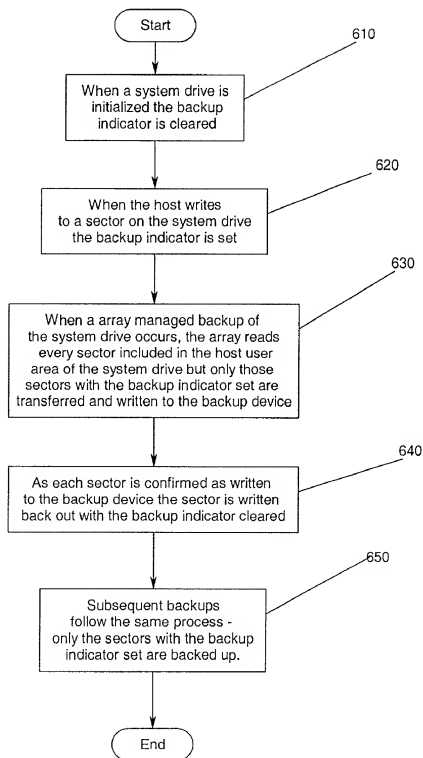 Start
610
When a system drive is
initialized the backup
indicator is cleared
620
When the host writes
to a sector on the system drive
the backup indicator is set
630
When a array managed backup of
the system drive occurs, the array reads
every sector included in the host user
area of the system drive but only those
sectors with the backup indicator set are
transferred and written to the backup device
640
As each sector is confirmed as written
to the backup device the sector is written
back out with the backup indicator cleared
650
Subsequent backups
follow the same process -
only the sectors with the backup
indicator set are backed up.
End